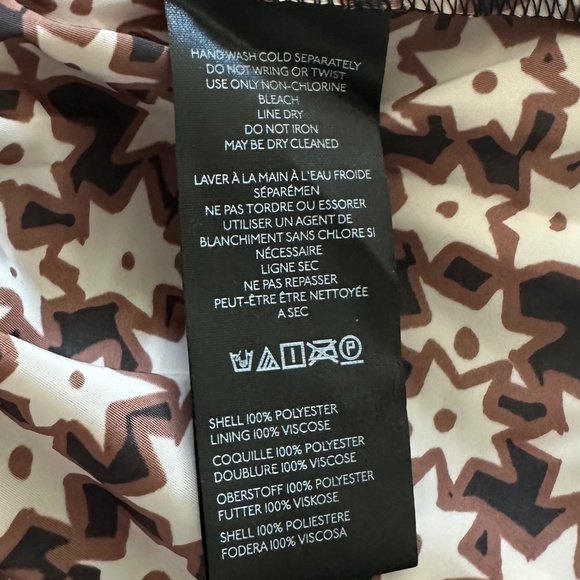 HAND WASH COLD SEPARATELY
DO NOT WRING OR TWIST
USE ONLY NON-CHLORINE
BLEACH
LINE DRY
DO NOT IRON
MAY BE DRY CLEANED
LAVER À LA MAIN À L'EAU FROIDE
SÉPARÉMEN
NE PAS TORDRE OU ESSORER
UTILISER UN AGENT DE
BLANCHIMENT SANS CHLORE SI
NÉCESSAIRE
LIGNE SEC
NE PAS REPASSER
PEUT-ÊTRE ÊTRE NETTOYÉE
A SEC
P
SHELL 100% POLYESTER
LINING 100% VISCOSE
COQUILLE 100% POLYESTER
DOUBLURE 100% VISCOSE
OBERSTOFF 100% POLYESTER
FUTTER 100% VISKOSE
SHELL 100% POLIESTERE
FODERA 100% VISCOSA